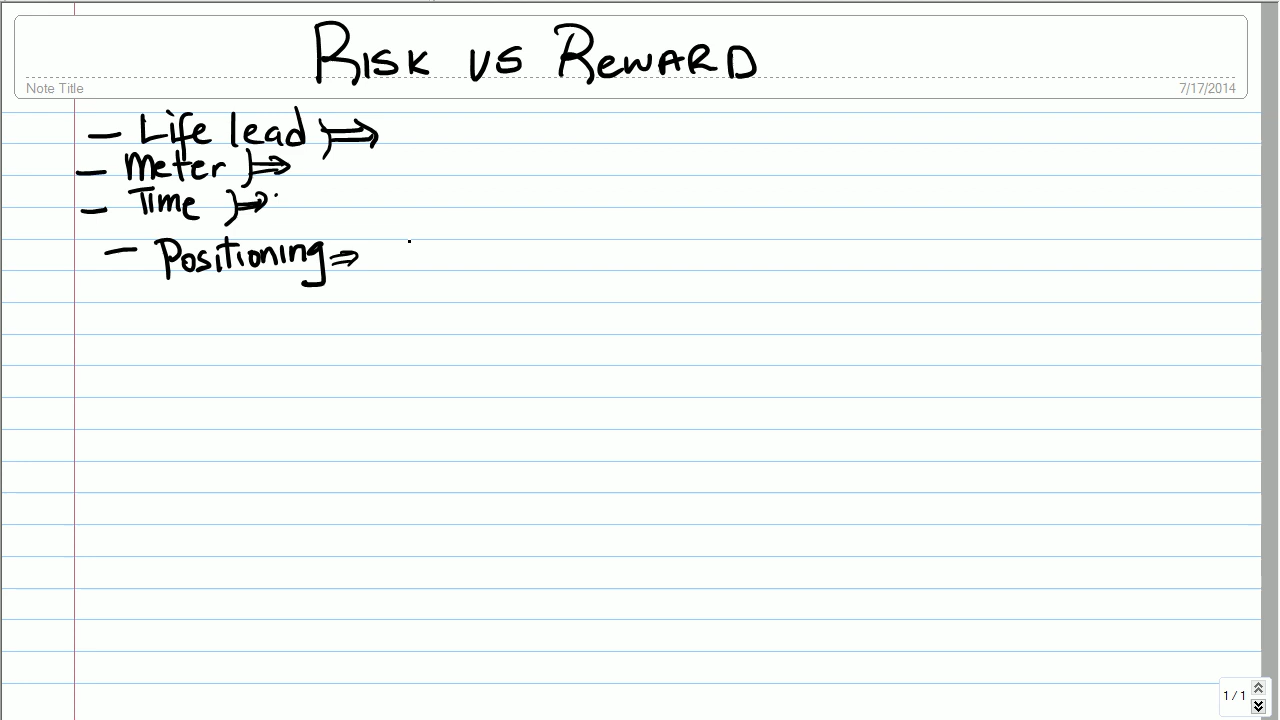 RISK VS REWARD
Note Title 7/17/2014
- Life lead } ⇒
- Meter } ⇒
- Time } ⇒
- Positioning ⇒
1 / 1